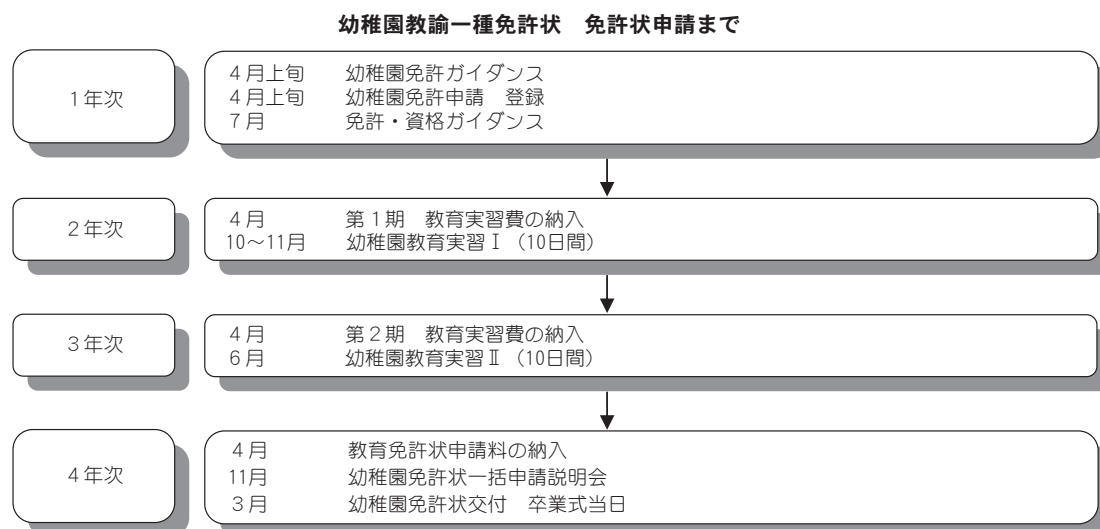 幼稚園教諭一種免許状　免許状申請まで
1年次
4月上旬　幼稚園免許ガイダンス
4月上旬　幼稚園免許申請　登録
7月　免許・資格ガイダンス
2年次
4月　第1期　教育実習費の納入
10〜11月　幼稚園教育実習Ⅰ（10日間）
3年次
4月　第2期　教育実習費の納入
6月　幼稚園教育実習Ⅱ（10日間）
4年次
4月　教育免許状申請料の納入
11月　幼稚園免許状一括申請説明会
3月　幼稚園免許状交付　卒業式当日